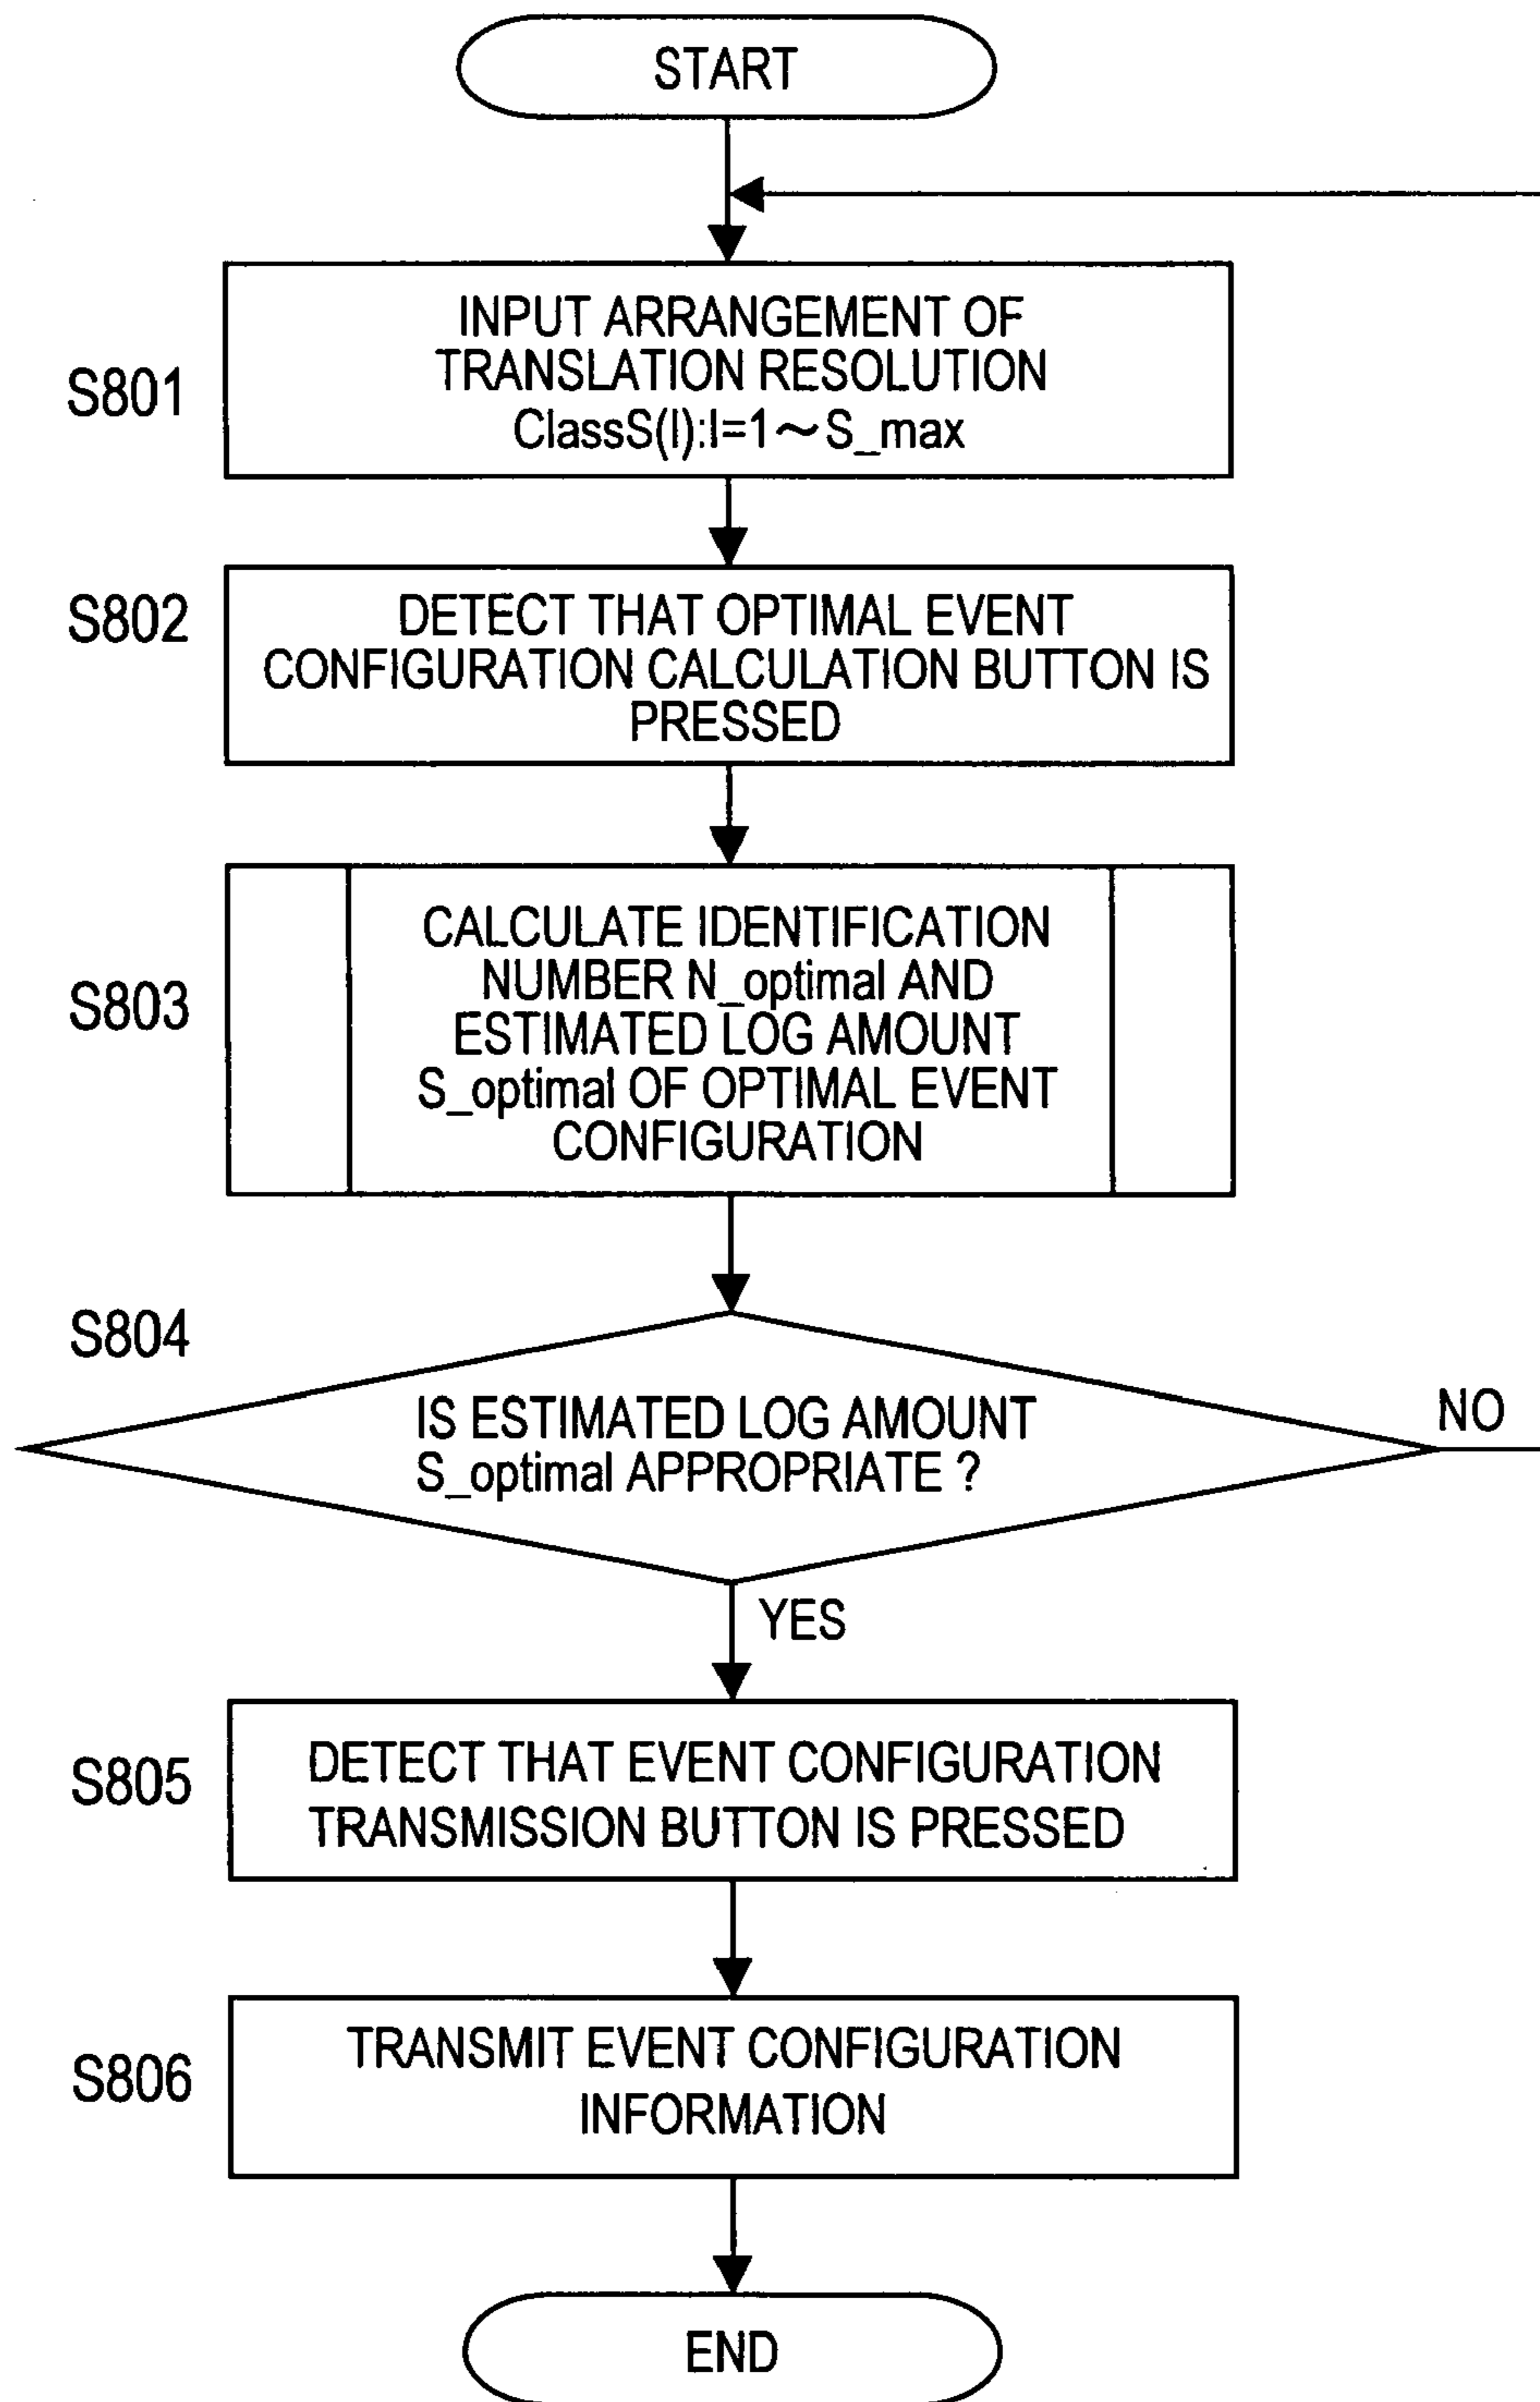 START
INPUT ARRANGEMENT OF
TRANSLATION RESOLUTION
ClassS(I):I=1～S_max
S801
DETECT THAT OPTIMAL EVENT
CONFIGURATION CALCULATION BUTTON IS
PRESSED
S802
CALCULATE IDENTIFICATION
NUMBER N_optimal AND
ESTIMATED LOG AMOUNT
S_optimal OF OPTIMAL EVENT
CONFIGURATION
S803
S804
IS ESTIMATED LOG AMOUNT
S_optimal APPROPRIATE ?
NO
YES
S805
DETECT THAT EVENT CONFIGURATION
TRANSMISSION BUTTON IS PRESSED
S806
TRANSMIT EVENT CONFIGURATION
INFORMATION
END